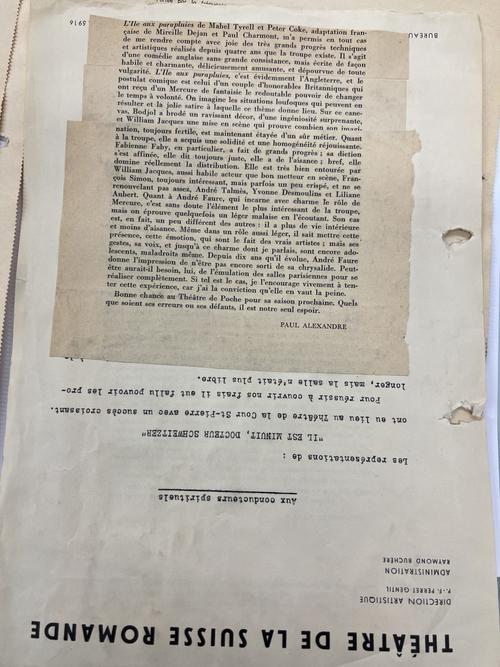 L'Ile aux parapluies de Mabel Tyrell et Peter Coke, adaptation fran-
çaise de Mireille Dejan et Paul Charmont, m'a permis en tout cas
de me rendre compte avec joie des très grands progrès techniques
et artistiques réalisés depuis quatre ans que la troupe existe. Il s'agit
d'une comédie anglaise sans grande consistance, mais écrite de façon
habile et charmante, délicieusement amusante, et dépourvue de toute
vulgarité. L'Ile aux parapluies, c'est évidemment l'Angleterre, et le
postulat comique est celui d'un couple d'honorables Britanniques qui
ont reçu d'un Mercure de fantaisie le redoutable pouvoir de changer
le temps à volonté. On imagine les situations loufoques qui peuvent en
résulter et la jolie satire à laquelle ce thème donne lieu. Sur ce cane-
vas, Bodjol a brodé un ravissant décor, d'une ingéniosité surprenante,
et William Jacques une mise en scène qui prouve combien son imagi-
nation, toujours fertile, est maintenant étayée d'un sûr métier. Quant
à la troupe, elle a acquis une solidité et une homogénéité réjouissante.
Fabienne Faby, en particulier, a fait de grands progrès ; sa diction
s'est affinée, elle dit toujours juste, elle a de l'aisance ; bref, elle
domine réellement la distribution. Elle est très bien entourée par
William Jacques, aussi habile acteur que bon metteur en scène, Fran-
çois Simon, toujours intéressant, mais parfois un peu crispé, et ne se
renouvelant pas assez, André Talmès, Yvonne Desmoulins et Liliane
Aubert. Quant à André Faure, qui incarne avec charme le rôle de
Mercure, c'est sans doute l'élément le plus intéressant de la troupe,
mais on éprouve quelquefois un léger malaise en l'écoutant. Son cas
est, en fait, un peu différent des autres : il a plus de vie intérieure
et moins d'aisance. Même dans un rôle aussi léger, il sait mettre cette
présence, cette émotion, qui sont le fait des vrais artistes ; mais ses
gestes, sa voix, et jusqu'à ce charme dont je parlais, sont encore ado-
lescents, maladroits même. Depuis dix ans qu'il évolue, André Faure
donne l'impression de n'être pas encore sorti de sa chrysalide. Peut-
être aurait-il besoin, lui, de l'émulation des salles parisiennes pour se
réaliser complètement. Si tel est le cas, je l'encourage vivement à ten-
ter cette expérience, car j'ai la conviction qu'elle en vaut la peine.
Bonne chance au Théâtre de Poche pour sa saison prochaine. Quels
que soient ses erreurs ou ses défauts, il est notre seul espoir.
PAUL ALEXANDRE
THÉÂTRE DE LA SUISSE ROMANDE
DIRECTION ARTISTIQUE
F.-F. PERRET GENTIL
ADMINISTRATION
RAYMOND BUCHÈRE
BUREAU
5916
Aux conducteurs spirituels
Les représentations de :
"IL EST MINUIT, DOCTEUR SCHWEITZER"
ont eu lieu au Théâtre de la Cour St-Pierre avec un succès croissant.
Pour réussir à couvrir nos frais il eut fallu pouvoir les pro-
longer, mais la salle n'était plus libre.